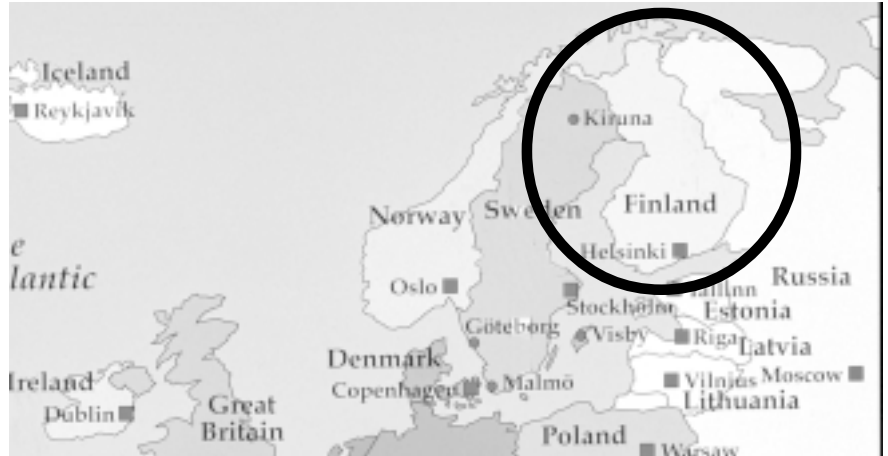 Iceland
Reykjavik
Kiruna
Norway
Sweden
Finland
Helsinki
e
lantic
Oslo
Russia
Tallinn
Stockholm
Estonia
Göteborg
Visby
Riga
Latvia
Denmark
Ireland
Copenhagen
Malmö
Vilnius
Moscow
Lithuania
Dublin
Great
Britain
Poland
Warsaw